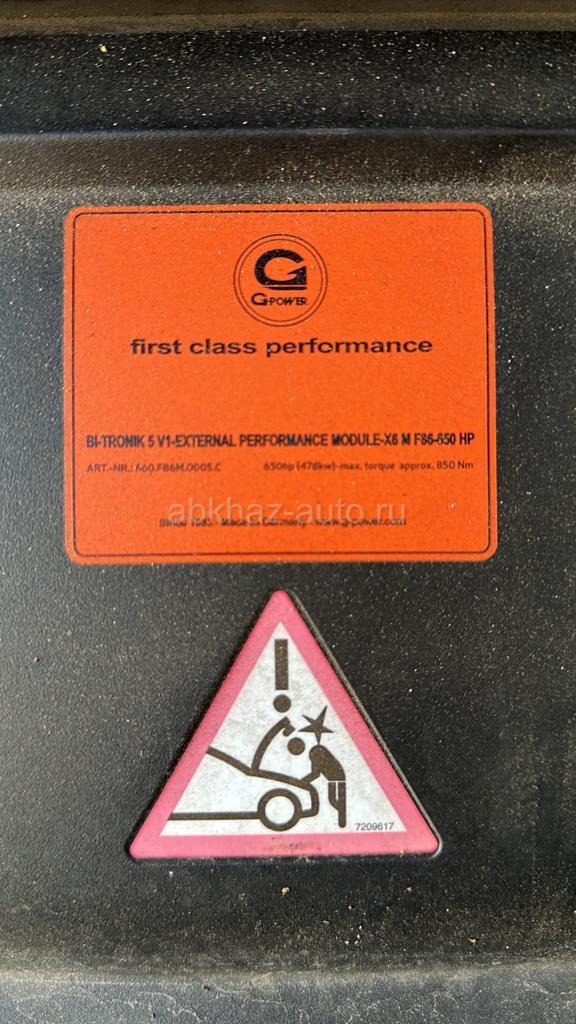 G-POWER
first class performance
BI-TRONIK 5 V1-EXTERNAL PERFORMANCE MODULE-X6 M F86-650 HP
ART.-NR.: 660.F86M.0005.C 650hp (478kw)-max. torque approx. 850 Nm
abkhaz-auto.ru
Since 1983 - Made in Germany - www.g-power.com
7209617